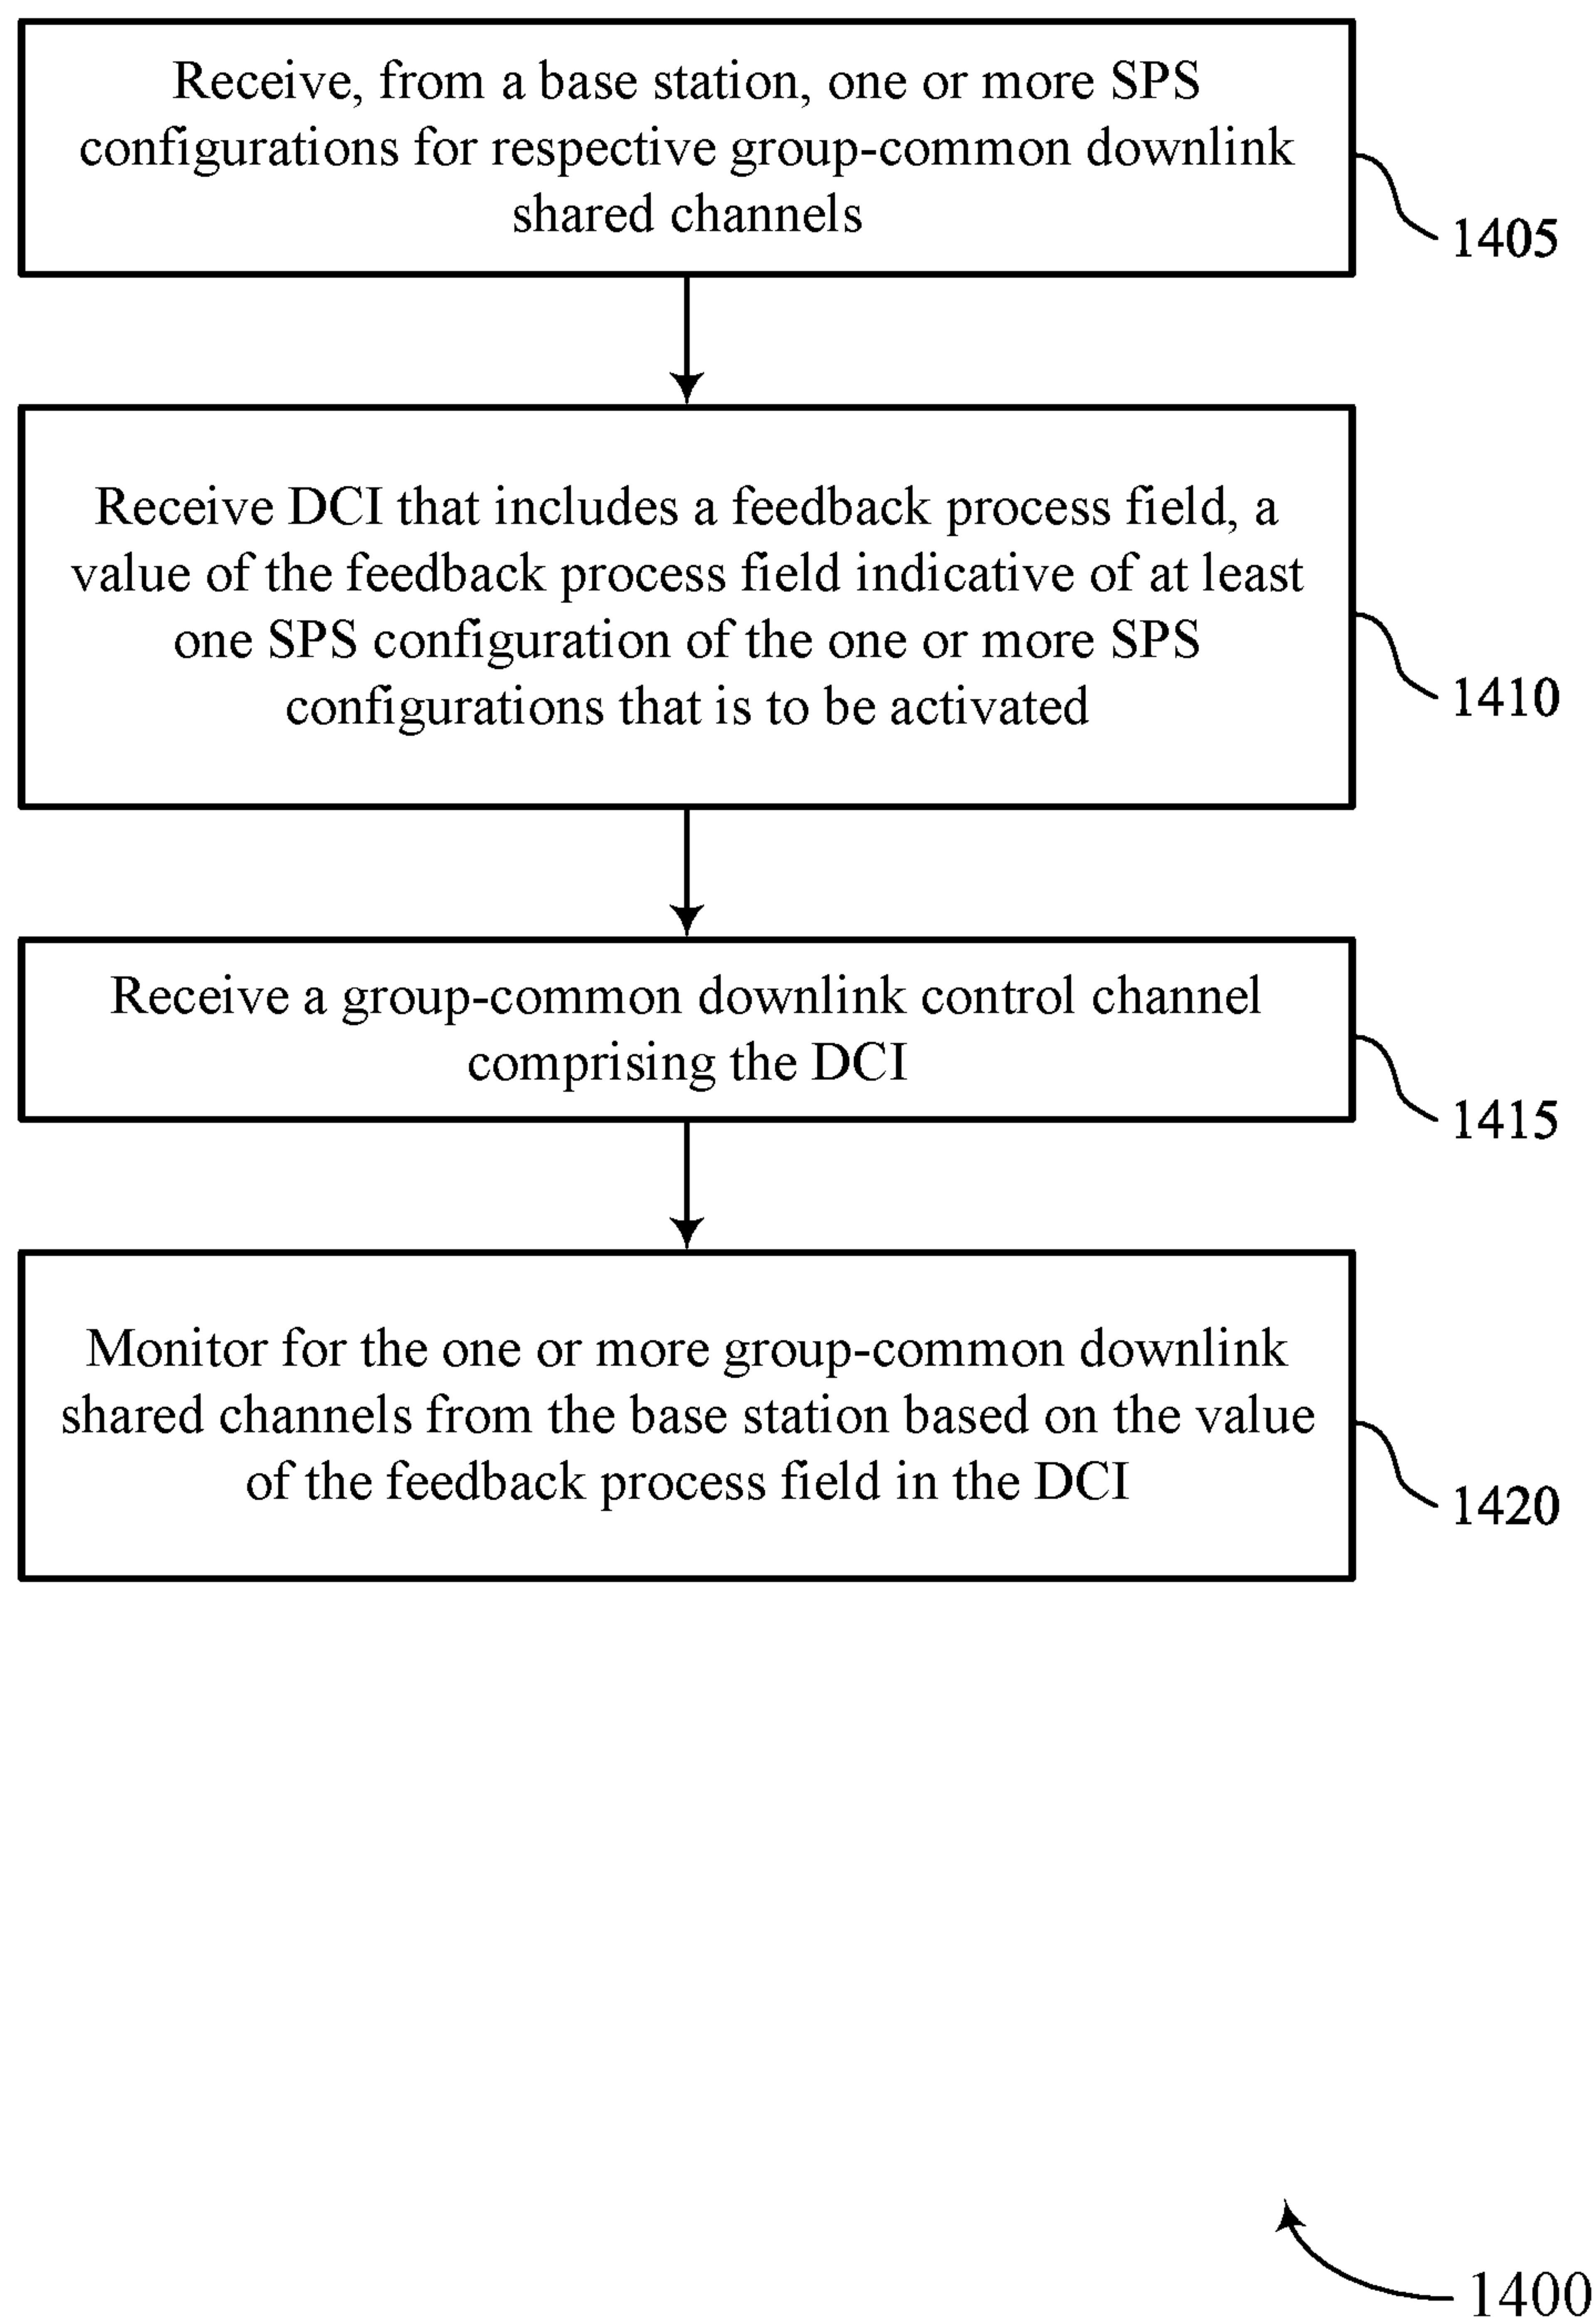 Receive, from a base station, one or more SPS
configurations for respective group-common downlink
shared channels
1405
Receive DCI that includes a feedback process field, a
value of the feedback process field indicative of at least
one SPS configuration of the one or more SPS
configurations that is to be activated
1410
Receive a group-common downlink control channel
comprising the DCI
1415
Monitor for the one or more group-common downlink
shared channels from the base station based on the value
of the feedback process field in the DCI
1420
1400